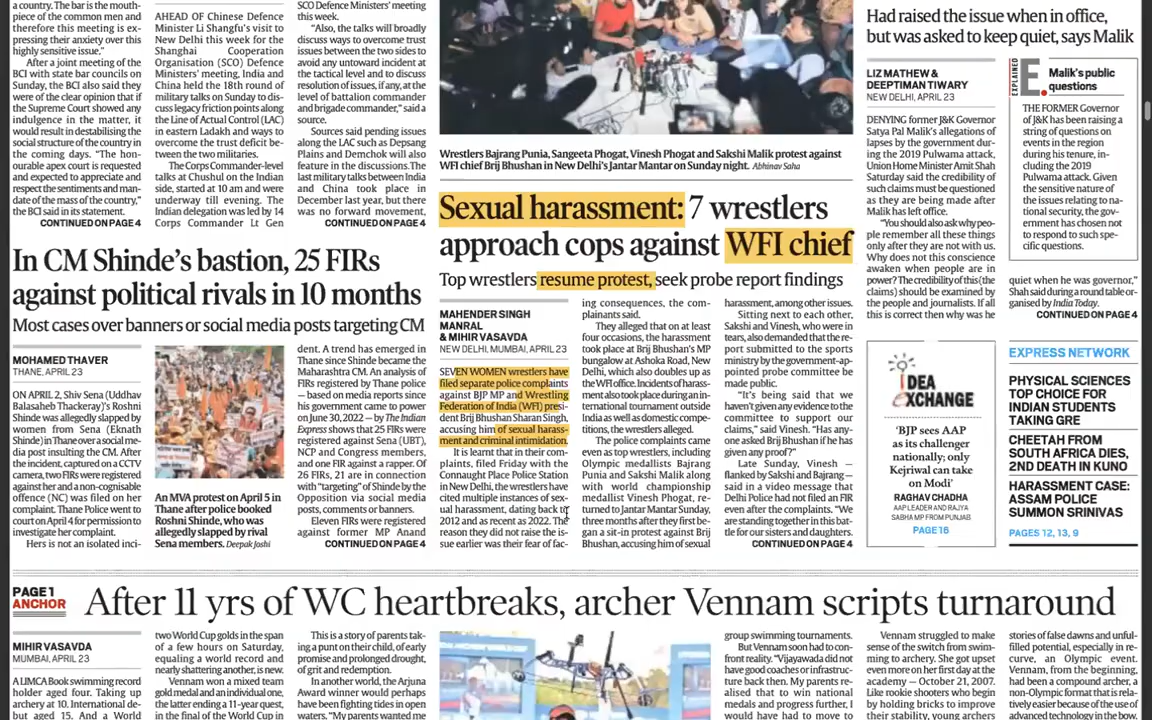 a country. The bar is the mouth-
piece of the common men and
therefore this meeting is ex-
pressing their anxiety over this
highly sensitive issue,"
After a joint meeting of the
BCI with state bar councils on
Sunday, the BCI also said they
were of the clear opinion that if
the Supreme Court showed any
indulgence in the matter, it
would result in destabilising the
social structure of the country in
the coming days. "The hon-
ourable apex court is requested
and expected to appreciate and
respect the sentiments and man-
date of the mass of the country,"
the BCI said in its statement.
CONTINUED ON PAGE 4
AHEAD OF Chinese Defence
Minister Li Shangfu's visit to
New Delhi this week for the
Shanghai Cooperation
Organisation (SCO) Defence
Ministers' meeting, India and
China held the 18th round of
military talks on Sunday to dis-
cuss legacy friction points along
the Line of Actual Control (LAC)
in eastern Ladakh and ways to
overcome the trust deficit be-
tween the two militaries.
The Corps Commander-level
talks at Chushul on the Indian
side, started at 10 am and were
underway till evening. The
Indian delegation was led by 14
Corps Commander Lt Gen
SCO Defence Ministers' meeting
this week.
"Also, the talks will broadly
discuss ways to overcome trust
issues between the two sides to
avoid any untoward incident at
the tactical level and to discuss
resolution of issues, if any, at the
level of battalion commander
and brigade commander," said a
source.
Sources said pending issues
along the LAC such as Depsang
Plains and Demchok will also
feature in the discussions. The
last military talks between India
and China took place in
December last year, but there
was no forward movement,
CONTINUED ON PAGE 4
In CM Shinde's bastion, 25 FIRs
against political rivals in 10 months
Most cases over banners or social media posts targeting CM
MOHAMED THAVER
THANE, APRIL 23
ON APRIL 2, Shiv Sena (Uddhav
Balasaheb Thackeray)'s Roshni
Shinde was allegedly slapped by
women from Sena (Eknath
Shinde) in Thane over a social me-
dia post insulting the CM. After
the incident, captured on a CCTV
camera, two FIRs were registered
against her and a non-cognisable
offence (NC) was filed on her
complaint. Thane Police went to
court on April 4 for permission to
investigate her complaint.
Hers is not an isolated inci-
An MVA protest on April 5 in
Thane after police booked
Roshni Shinde, who was
allegedly slapped by rival
Sena members. Deepak Joshi
dent. A trend has emerged in
Thane since Shinde became the
Maharashtra CM. An analysis of
FIRs registered by Thane police
— based on media reports since
his government came to power
on June 30, 2022 — by The Indian
Express shows that 25 FIRs were
registered against Sena (UBT),
NCP and Congress members,
and one FIR against a rapper. Of
26 FIRs, 21 are in connection
with "targeting" of Shinde by the
Opposition via social media
posts, comments or banners.
Eleven FIRs were registered
against former MP Anand
CONTINUED ON PAGE 4
Wrestlers Bajrang Punia, Sangeeta Phogat, Vinesh Phogat and Sakshi Malik protest against
WFI chief Brij Bhushan in New Delhi's Jantar Mantar on Sunday night. Abhinav Saha
Sexual harassment: 7 wrestlers
approach cops against WFI chief
Top wrestlers resume protest, seek probe report findings
MAHENDER SINGH
MANRAL
& MIHIR VASAVDA
NEW DELHI, MUMBAI, APRIL 23
SEVEN WOMEN wrestlers have
filed separate police complaints
against BJP MP and Wrestling
Federation of India (WFI) presi-
dent Brij Bhushan Sharan Singh,
accusing him of sexual harass-
ment and criminal intimidation.
It is learnt that in their com-
plaints, filed Friday with the
Connaught Place Police Station
in New Delhi, the wrestlers have
cited multiple instances of sex-
ual harassment, dating back to
2012 and as recent as 2022. The
reason they did not raise the is-
sue earlier was their fear of fac-
ing consequences, the com-
plainants said.
They alleged that on at least
four occasions, the harassment
took place at Brij Bhushan's MP
bungalow at Ashoka Road, New
Delhi, which also doubles up as
the WFI office. Incidents of harass-
ment also took place during an in-
ternational tournament outside
India as well as domestic compe-
titions, the wrestlers alleged.
The police complaints came
even as top wrestlers, including
Olympic medallists Bajrang
Punia and Sakshi Malik along
with world championship
medallist Vinesh Phogat, re-
turned to Jantar Mantar Sunday,
three months after they first be-
gan a sit-in protest against Brij
Bhushan, accusing him of sexual
harassment, among other issues.
Sitting next to each other,
Sakshi and Vinesh, who were in
tears, also demanded that the re-
port submitted to the sports
ministry by the government-ap-
pointed probe committee be
made public.
"It's being said that we
haven't given any evidence to the
committee to support our
claims," said Vinesh. "Has any-
one asked Brij Bhushan if he has
given any proof?"
Late Sunday, Vinesh —
flanked by Sakshi and Bajrang —
said in a video message that
Delhi Police had not filed an FIR
even after the complaints. "We
are standing together in this bat-
tle for our sisters and daughters.
CONTINUED ON PAGE 4
Had raised the issue when in office,
but was asked to keep quiet, says Malik
LIZ MATHEW &
DEEPTIMAN TIWARY
NEW DELHI, APRIL 23
DENYING former J&K Governor
Satya Pal Malik's allegations of
lapses by the government dur-
ing the 2019 Pulwama attack,
Union Home Minister Amit Shah
Saturday said the credibility of
such claims must be questioned
as they are being made after
Malik has left office.
"You should also ask why peo-
ple remember all these things
only after they are not with us.
Why does not this conscience
awaken when people are in
power? The credibility of this (the
claims) should be examined by
the people and journalists. If all
this is correct then why was he
EXPLAINED
E.
Malik's public
questions
THE FORMER Governor
of J&K has been raising a
string of questions on
events in the region
during his tenure, in-
cluding the 2019
Pulwama attack. Given
the sensitive nature of
the issues relating to na-
tional security, the gov-
ernment has chosen not
to respond to such spe-
cific questions.
quiet when he was governor,"
Shah said during a round table or-
ganised by India Today.
CONTINUED ON PAGE 4
IDEA
EXCHANGE
'BJP sees AAP
as its challenger
nationally; only
Kejriwal can take
on Modi'
RAGHAV CHADHA
AAP LEADER AND RAJYA
SABHA MP FROM PUNJAB
PAGE 16
EXPRESS NETWORK
PHYSICAL SCIENCES
TOP CHOICE FOR
INDIAN STUDENTS
TAKING GRE
CHEETAH FROM
SOUTH AFRICA DIES,
2ND DEATH IN KUNO
HARASSMENT CASE:
ASSAM POLICE
SUMMON SRINIVAS
PAGES 12, 13, 9
PAGE 1
ANCHOR
After 11 yrs of WC heartbreaks, archer Vennam scripts turnaround
MIHIR VASAVDA
MUMBAI, APRIL 23
A LIMCA Book swimming record
holder aged four. Taking up
archery at 10. International de-
but aged 15. And a World
two World Cup golds in the span
of a few hours on Saturday,
equaling a world record and
nearly shattering another, is new.
Vennam won a mixed team
gold medal and an individual one,
the latter ending a 11-year quest,
in the final of the World Cup in
This is a story of parents tak-
ing a punt on their child, of early
promise and prolonged drought,
of grit and redemption.
In another world, the Arjuna
Award winner would perhaps
have been fighting tides in open
waters. "My parents wanted me
group swimming tournaments.
But Vennam soon had to con-
front reality. "Vijayawada did not
have good coaches or infrastruc-
ture back then. My parents re-
alised that to win national
medals and progress further, I
would have had to move to
Vennam struggled to make
sense of the switch from swim-
ming to archery. She got upset
even more on her first day at the
academy — October 21, 2007.
Like rookie shooters who begin
by holding bricks to improve
their stability, young archers
stories of false dawns and unful-
filled potential, especially in re-
curve, an Olympic event.
Vennam, from the beginning,
had been a compound archer, a
non-Olympic format that is rela-
tively easier because of the use of
advanced technology in the bow.